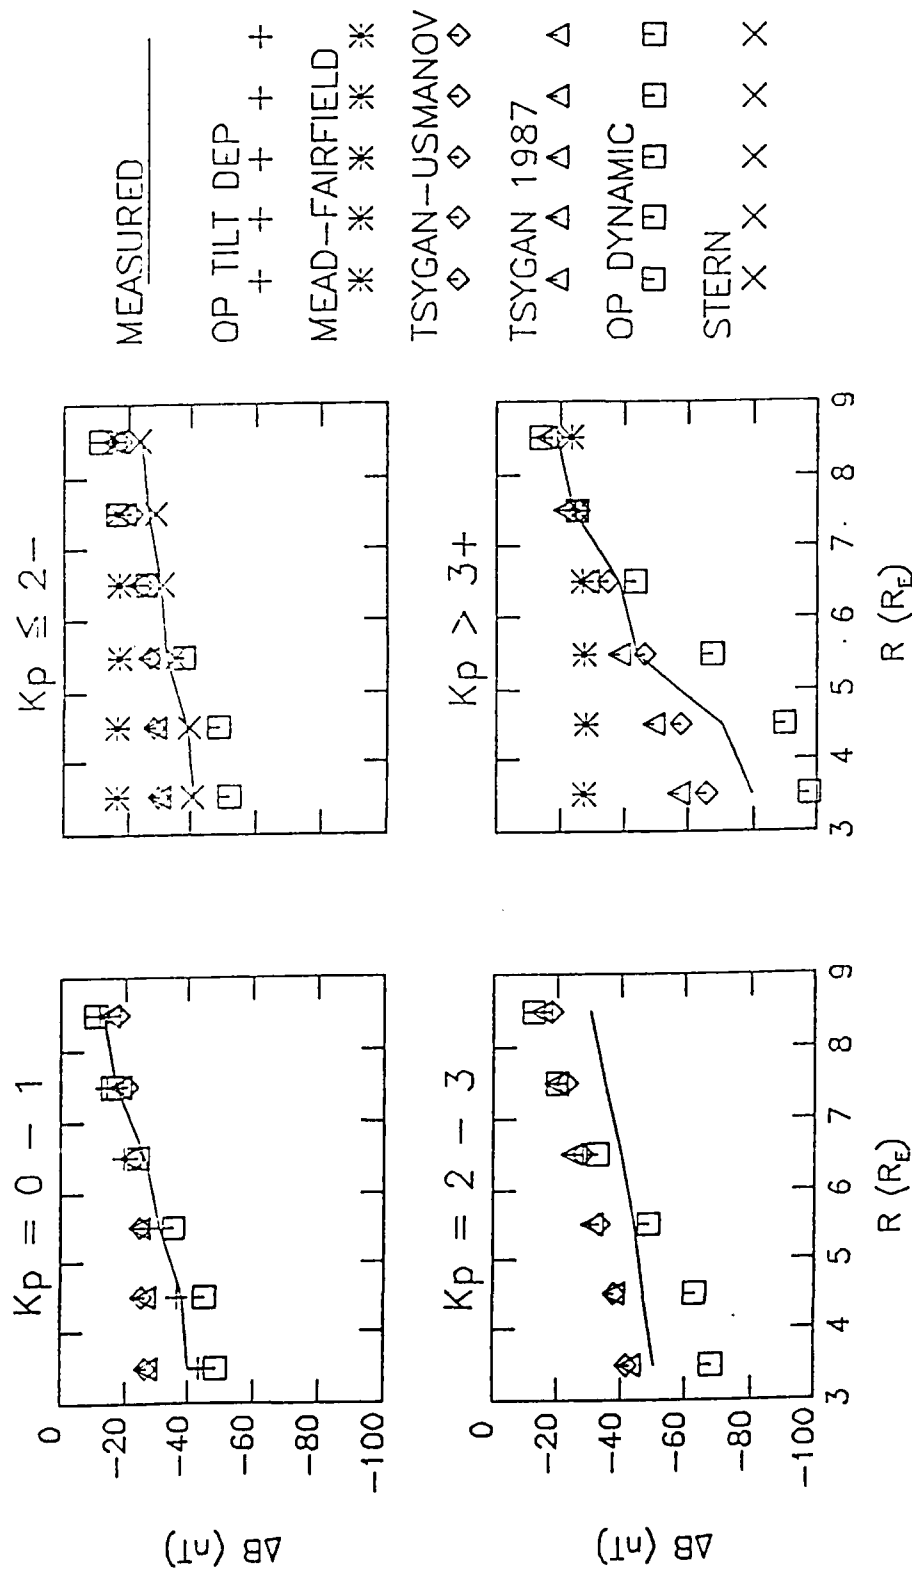 Kp = 0 - 1
0
-20
-40
-60
-80
-100
ΔB (nT)
Kp ≦ 2-
Kp = 2 - 3
0
-20
-40
-60
-80
-100
ΔB (nT)
3 4 5 6 7 8 9
R (RE)
Kp > 3+
3 4 5 6 7 8 9
R (RE)
MEASURED
OP TILT DEP
MEAD-FAIRFIELD
TSYGAN-USMANOV
TSYGAN 1987
OP DYNAMIC
STERN